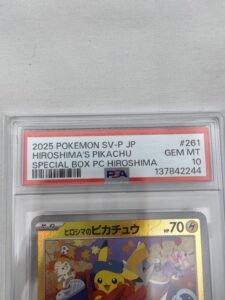 2025 POKEMON SV-P JP #261
HIROSHIMA'S PIKACHU GEM MT
SPECIAL BOX PC HIROSHIMA 10
PSA 137842244
ヒロシマのピカチュウ HP70